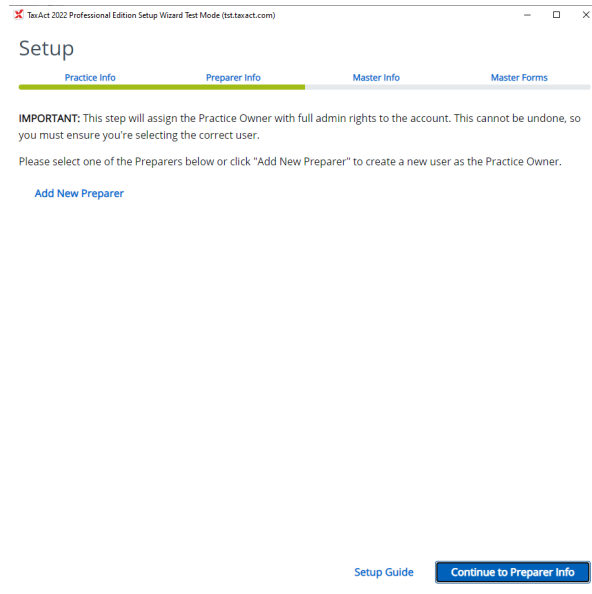 TaxAct 2022 Professional Edition Setup Wizard Test Mode (tst.taxact.com)
Setup
Practice Info
Preparer Info
Master Info
Master Forms
IMPORTANT: This step will assign the Practice Owner with full admin rights to the account. This cannot be undone, so
you must ensure you're selecting the correct user.
Please select one of the Preparers below or click "Add New Preparer" to create a new user as the Practice Owner.
Add New Preparer
Setup Guide
Continue to Preparer Info